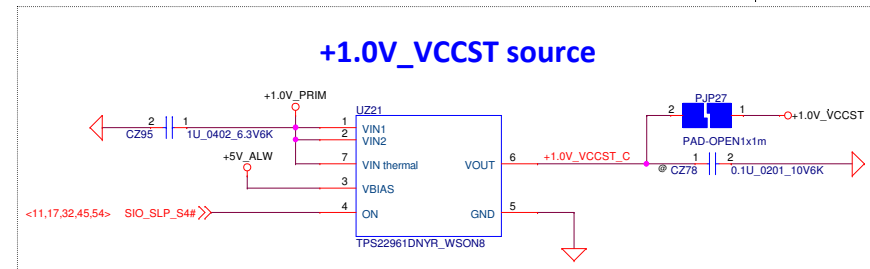 +1.0V_VCCST source
+1.0V_PRIM
UZ21
PJP27
2 1
+1.0V_VCCST
PAD-OPEN1x1m
2 1
CZ95 1U_0402_6.3V6K
1 VIN1
2 VIN2
+5V_ALW
7 VIN thermal VOUT 6 +1.0V_VCCST_C
1 2
@ CZ78 0.1U_0201_10V6K
3 VBIAS
<11,17,32,45,54> SIO_SLP_S4# 4 ON GND 5
TPS22961DNYR_WSON8